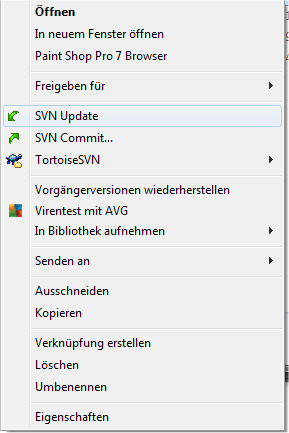 Öffnen
In neuem Fenster öffnen
Paint Shop Pro 7 Browser
Freigeben für
SVN Update
SVN Commit...
TortoiseSVN
Vorgängerversionen wiederherstellen
Virentest mit AVG
In Bibliothek aufnehmen
Senden an
Ausschneiden
Kopieren
Verknüpfung erstellen
Löschen
Umbenennen
Eigenschaften